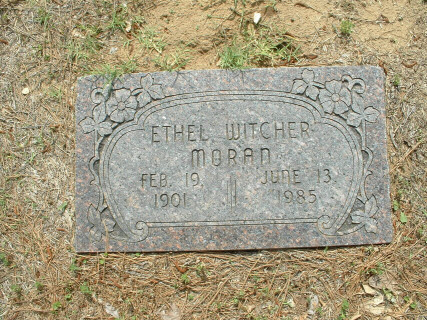 ETHEL WITCHER
MORAN
FEB. 19, JUNE 13,
1901 1985